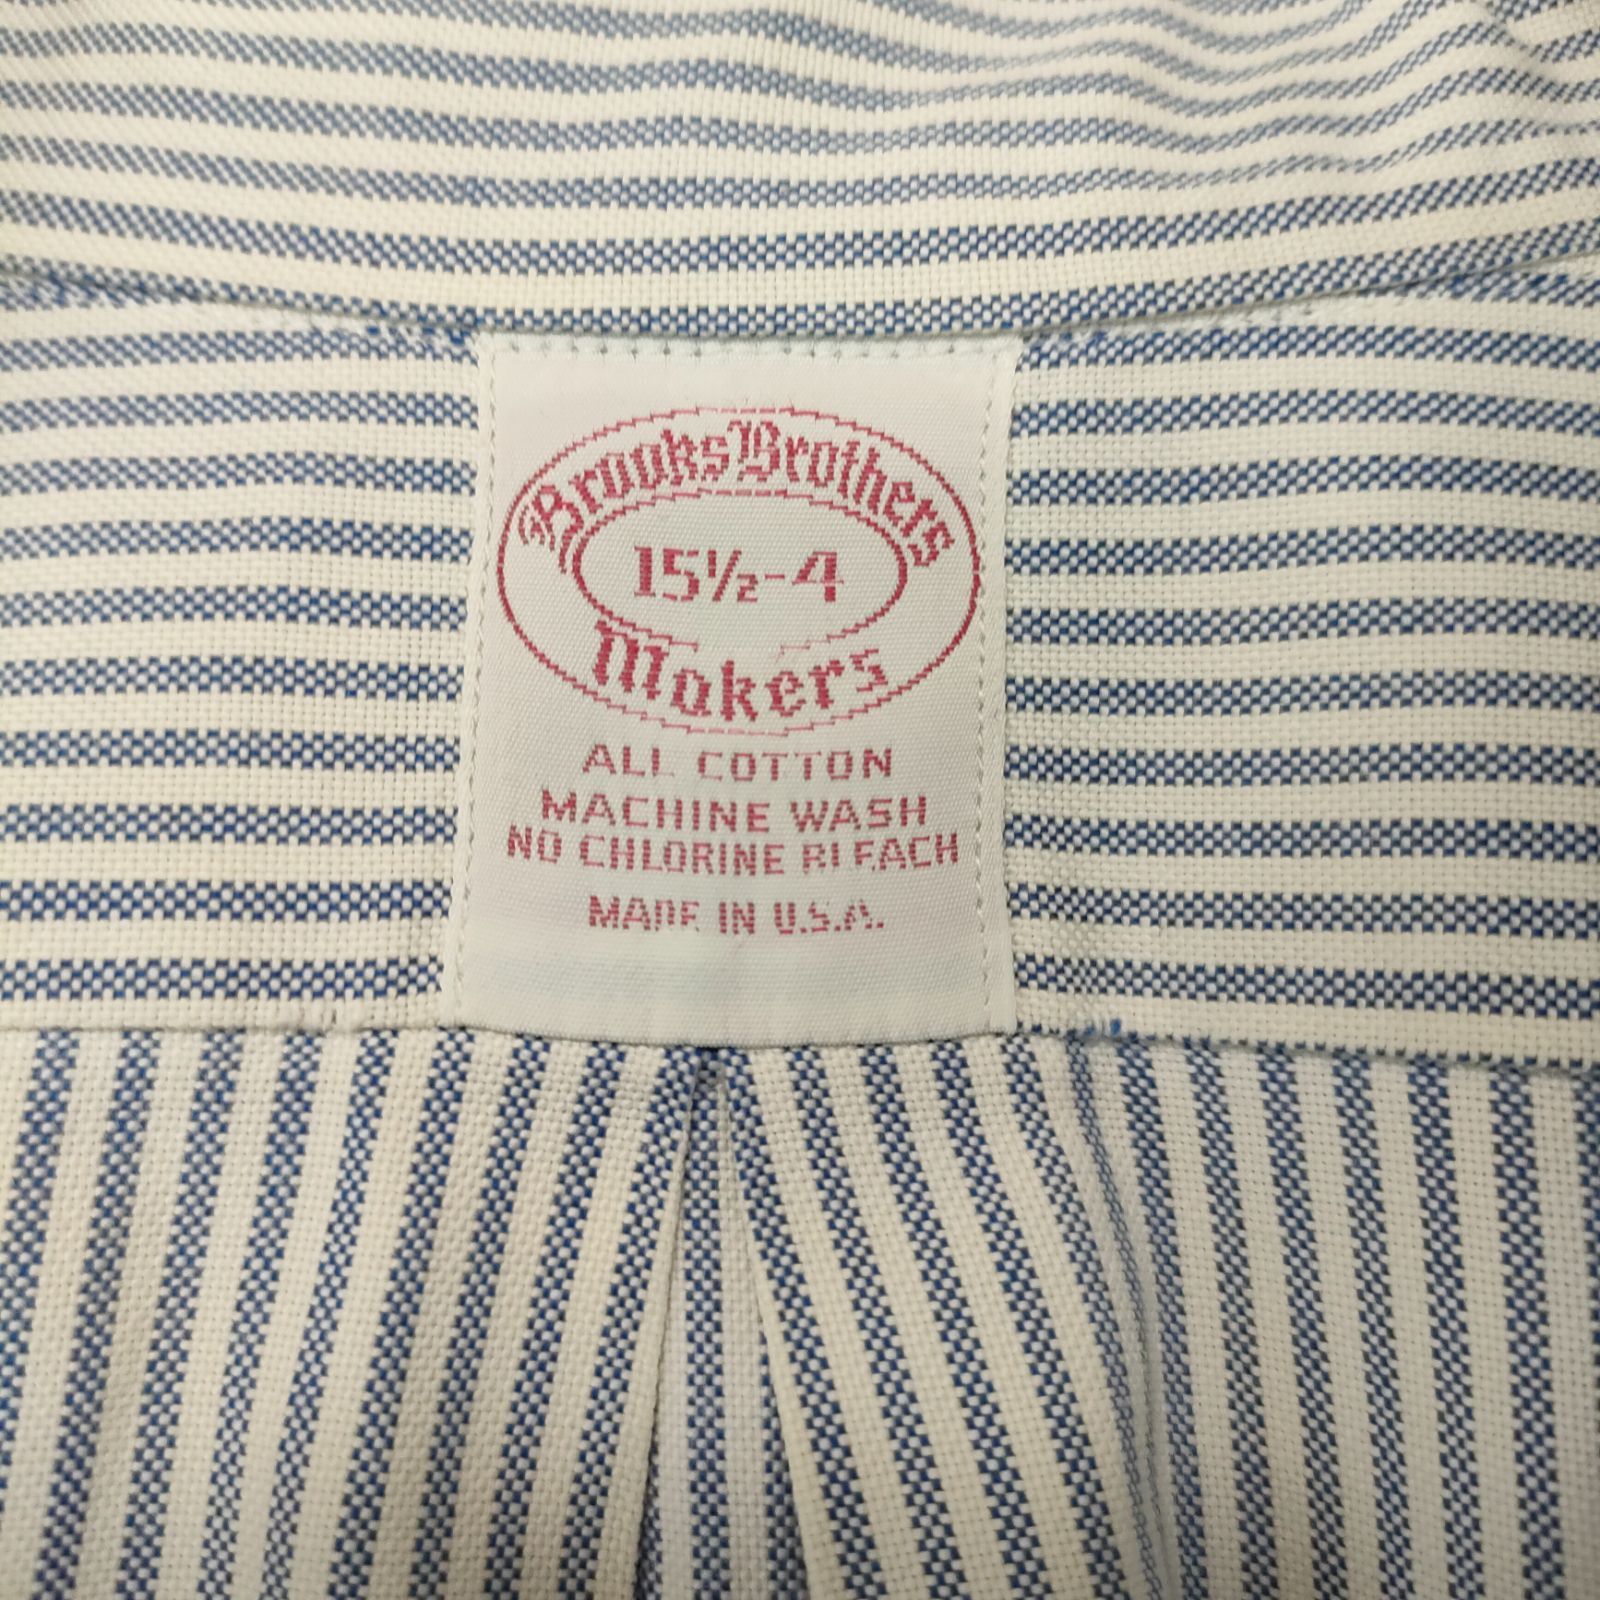 Brooks Brothers
15½-4
Makers
ALL COTTON
MACHINE WASH
NO CHLORINE BLEACH
MADE IN U.S.A.